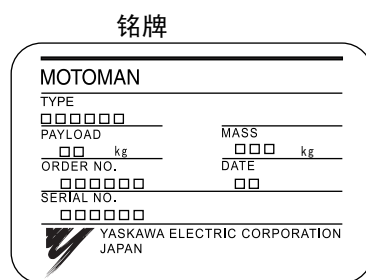 铭牌
MOTOMAN
TYPE
□□□□□□
PAYLOAD MASS
□□ kg □□□ kg
ORDER NO. DATE
□□□□□□ □□
SERIAL NO.
□□□□□□
YASKAWA ELECTRIC CORPORATION
JAPAN